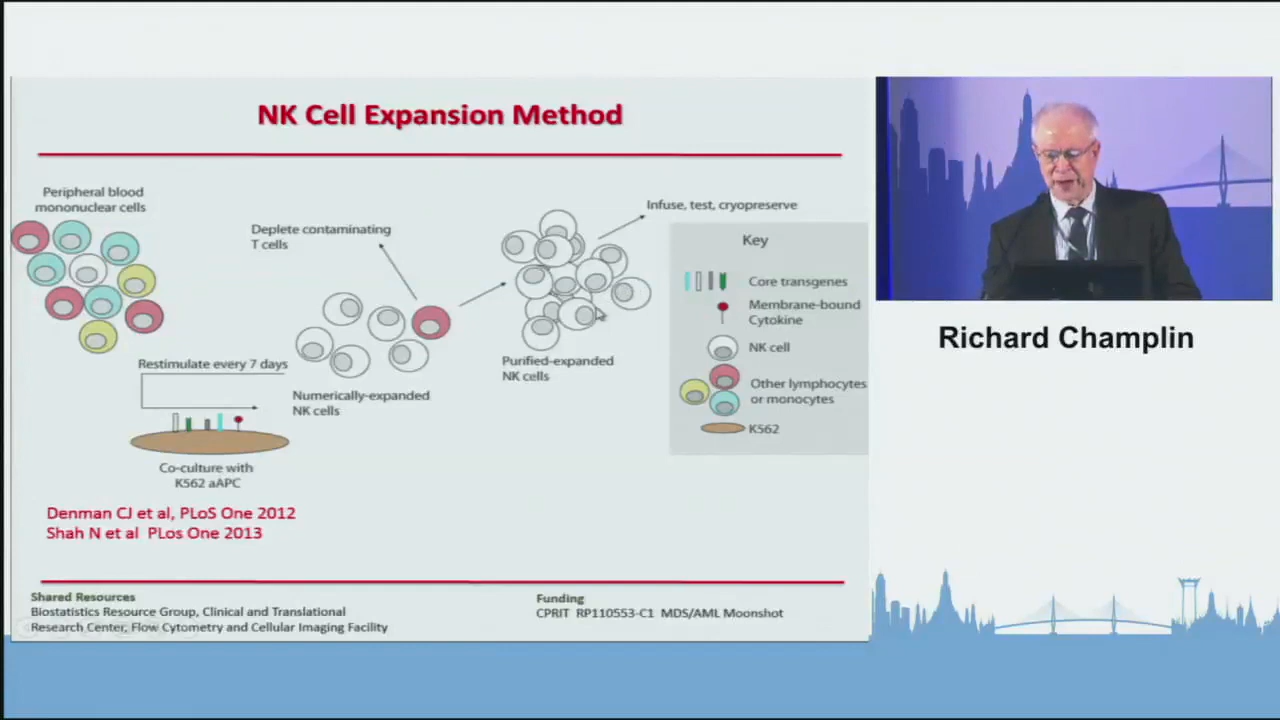 NK Cell Expansion Method
Peripheral blood
mononuclear cells
Deplete contaminating
T cells
Infuse, test, cryopreserve
Key
Core transgenes
Membrane-bound
Cytokine
NK cell
Other lymphocytes
or monocytes
K562
Restimulate every 7 days
Numerically-expanded
NK cells
Purified-expanded
NK cells
Co-culture with
K562 aAPC
Denman CJ et al, PLoS One 2012
Shah N et al PLos One 2013
Shared Resources
Biostatistics Resource Group, Clinical and Translational
Research Center, Flow Cytometry and Cellular Imaging Facility
Funding
CPRIT RP110553-C1 MDS/AML Moonshot
Richard Champlin